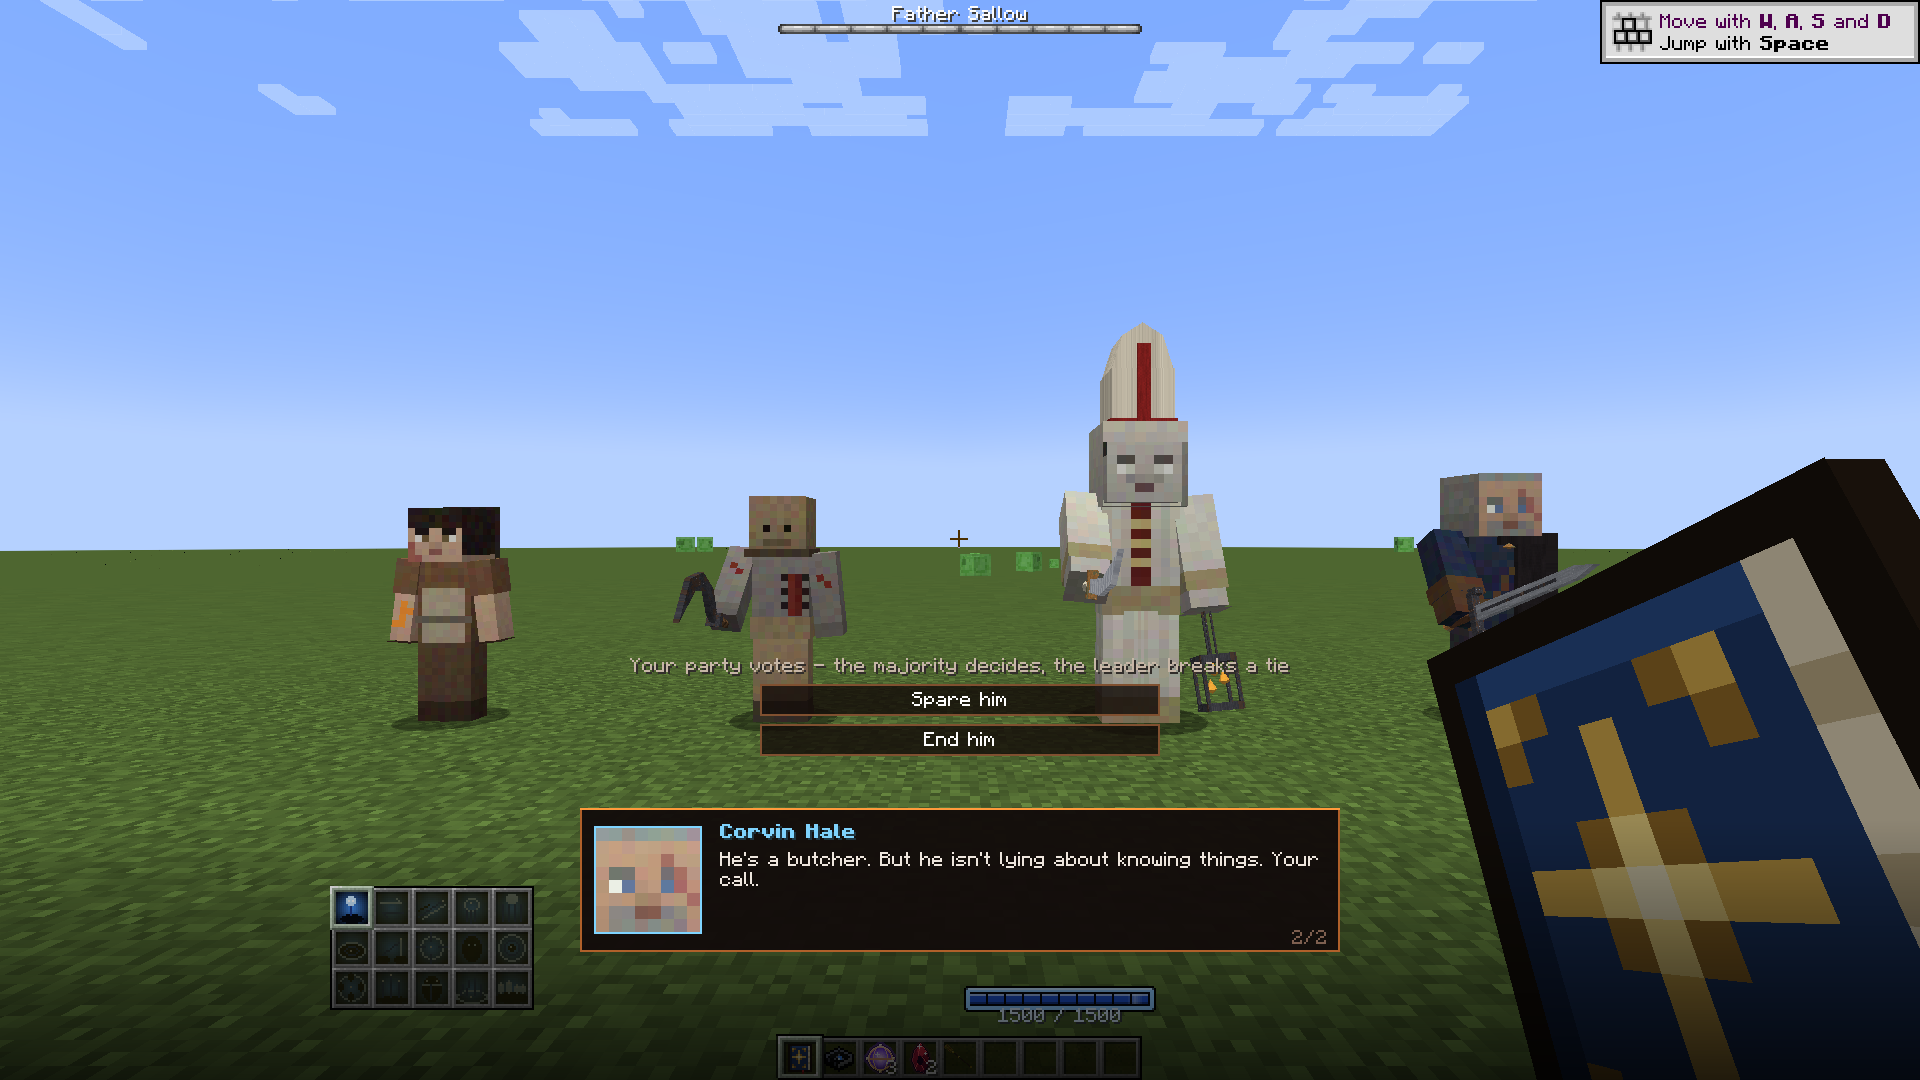 Father Sallow
Move with W, A, S and D
Jump with Space
Your party votes - the majority decides, the leader breaks a tie
Spare him
End him
Corvin Hale
He's a butcher. But he isn't lying about knowing things. Your
call.
2/2
1500 / 1500
3
2